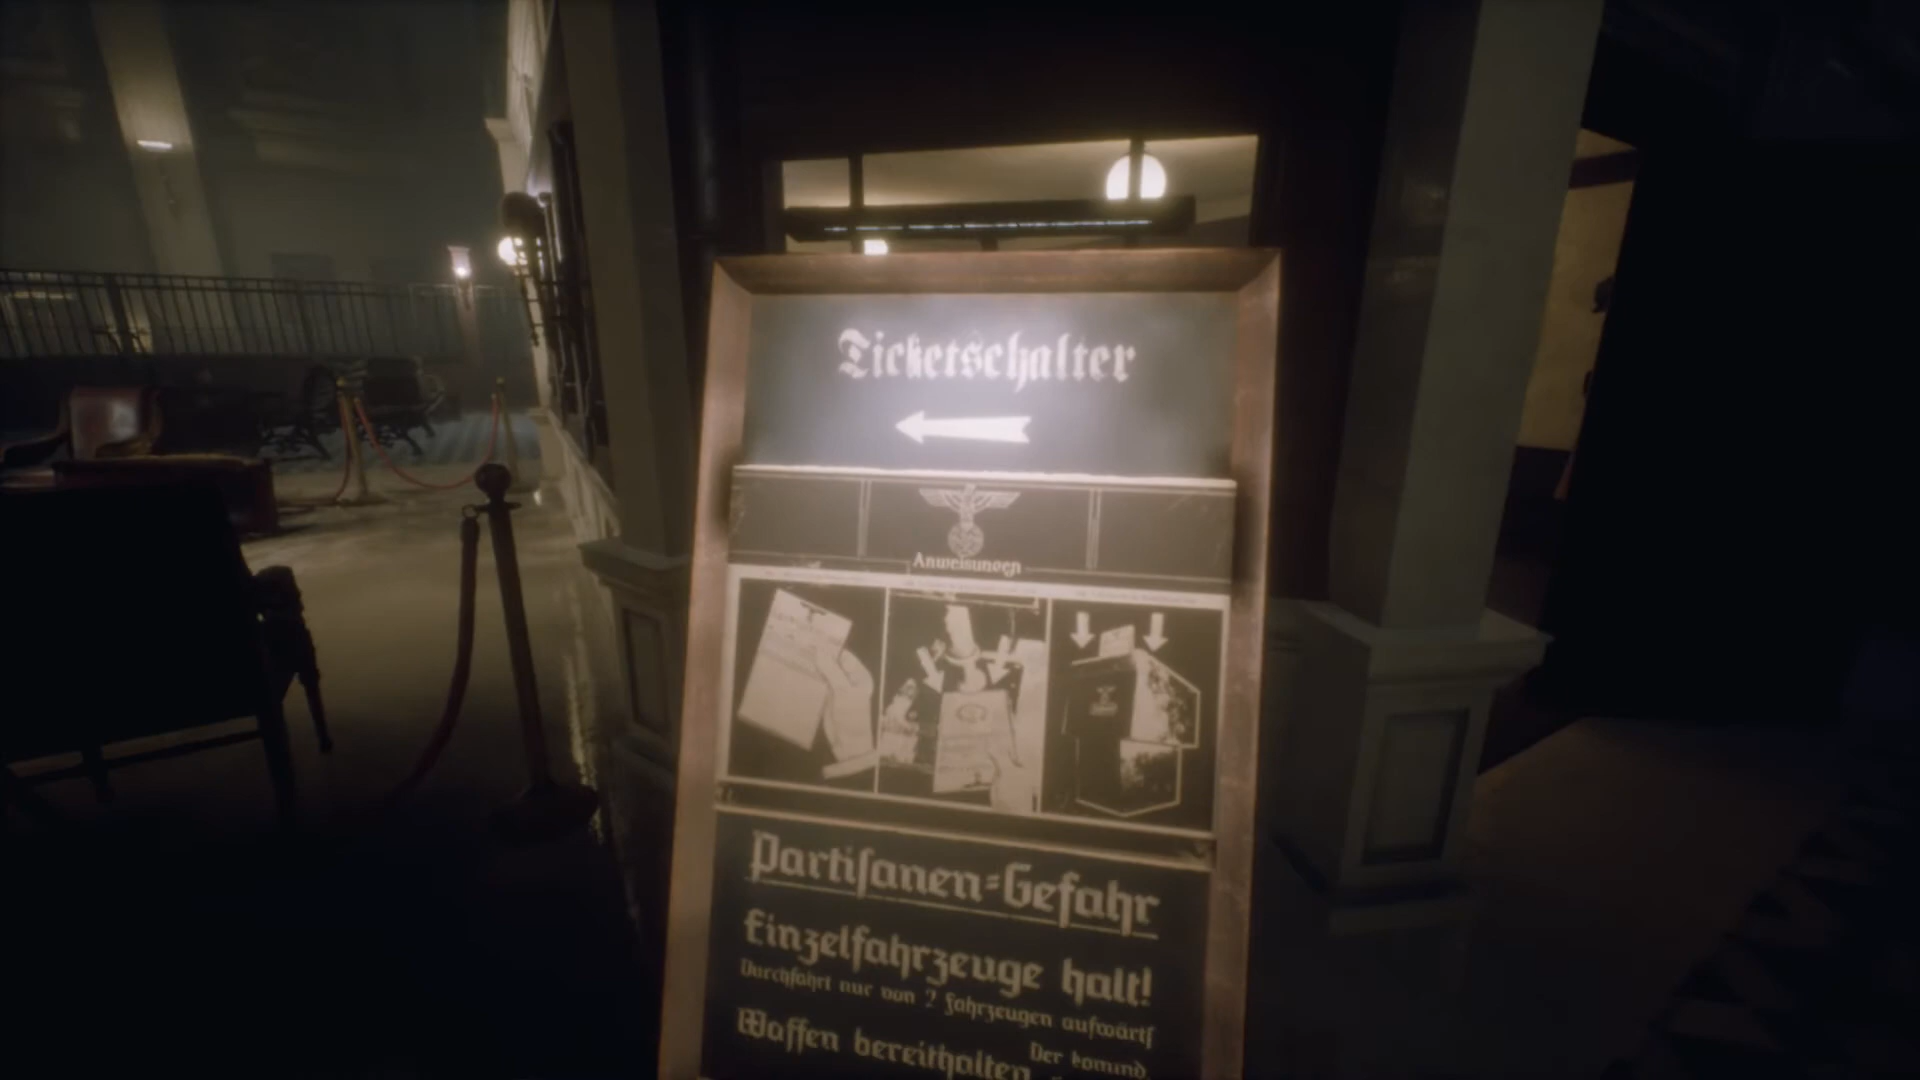 Ticketschalter
Anweisungen
Partiſanen=Gefahr
Einzelfahrzeuge halt!
Durchfahrt nur von 2 Fahrzeugen aufwärtſ
Waffen bereithalten
Der kommd.